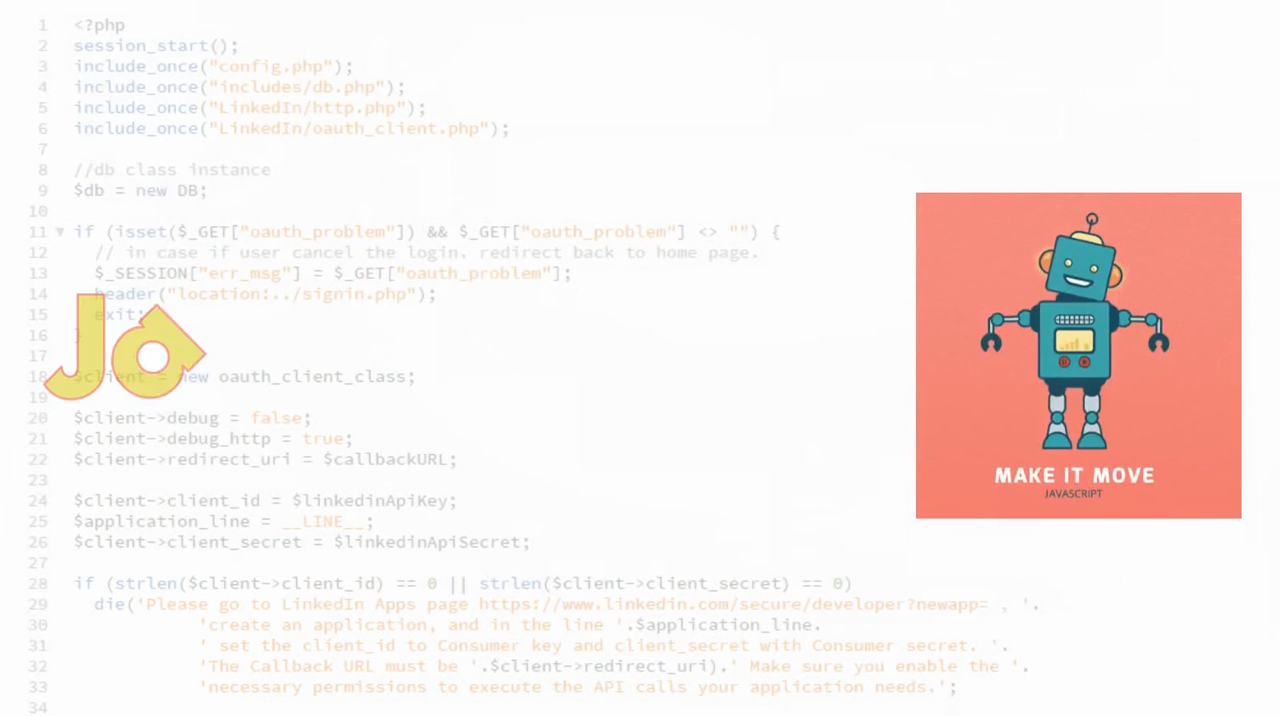 1 <?php
2 session_start();
3 include_once("config.php");
4 include_once("includes/db.php");
5 include_once("LinkedIn/http.php");
6 include_once("LinkedIn/oauth_client.php");
7
8 //db class instance
9 $db = new DB;
10
11 if (isset($_GET["oauth_problem"]) && $_GET["oauth_problem"] <> "") {
12 // in case if user cancel the login. redirect back to home page.
13 $_SESSION["err_msg"] = $_GET["oauth_problem"];
14 header("location:../signin.php");
15 exit;
16 }
17
18 $client = new oauth_client_class;
19
20 $client->debug = false;
21 $client->debug_http = true;
22 $client->redirect_uri = $callbackURL;
23
24 $client->client_id = $linkedinApiKey;
25 $application_line = __LINE__;
26 $client->client_secret = $linkedinApiSecret;
27
28 if (strlen($client->client_id) == 0 || strlen($client->client_secret) == 0)
29 die('Please go to LinkedIn Apps page https://www.linkedin.com/secure/developer?newapp= , '.
30 'create an application, and in the line '.$application_line.
31 ' set the client_id to Consumer key and client_secret with Consumer secret. '.
32 'The Callback URL must be '.$client->redirect_uri).' Make sure you enable the '.
33 'necessary permissions to execute the API calls your application needs.';
34
Ja
MAKE IT MOVE
JAVASCRIPT